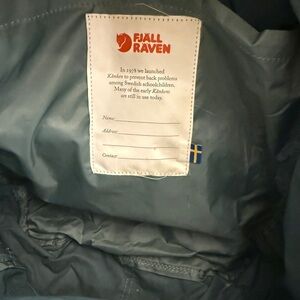 FJÄLL
RÄVEN
In 1978 we launched
Kånken to prevent back problems
among Swedish schoolchildren.
Many of the early Kånkens
are still in use today.
Name:
Address:
Contact: